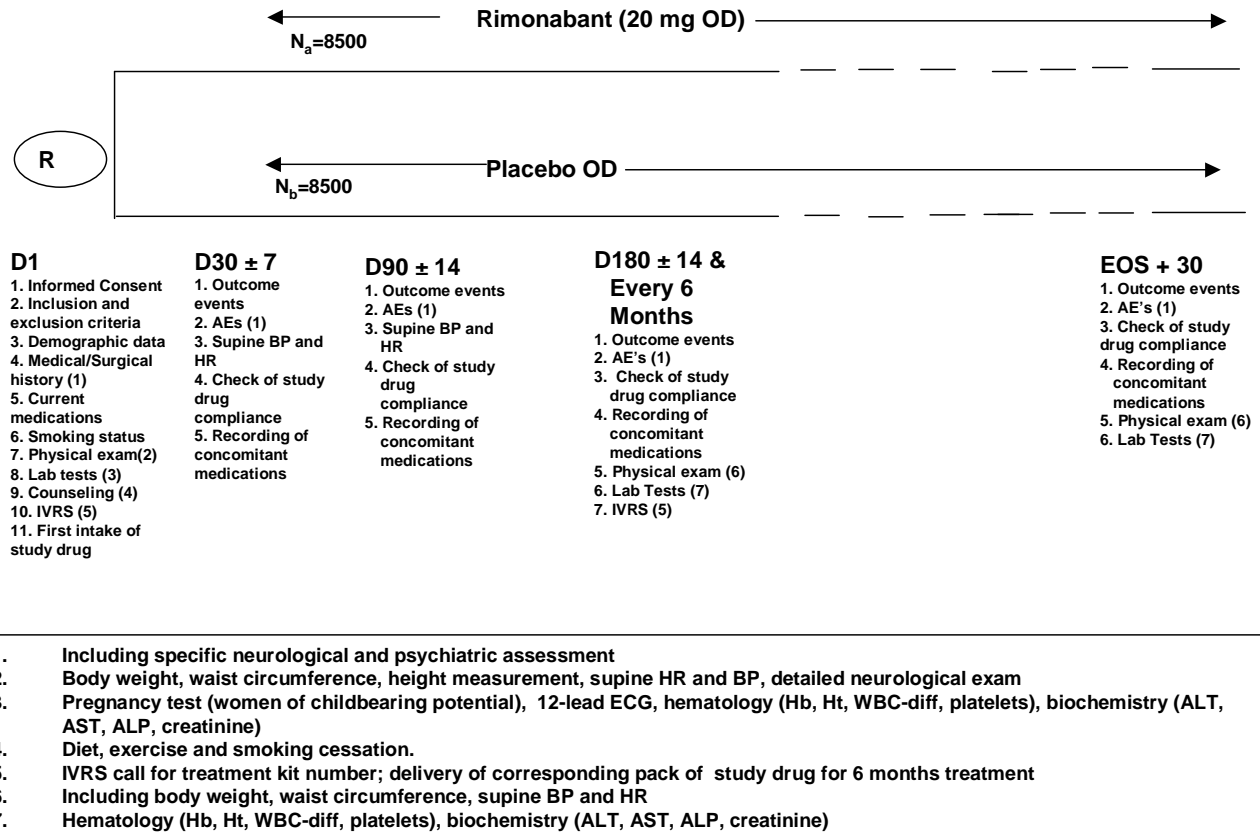 Rimonabant (20 mg OD)
Na=8500
R
Placebo OD
Nb=8500
D1
1. Informed Consent
2. Inclusion and
exclusion criteria
3. Demographic data
4. Medical/Surgical
history (1)
5. Current
medications
6. Smoking status
7. Physical exam(2)
8. Lab tests (3)
9. Counseling (4)
10. IVRS (5)
11. First intake of
study drug
D30 ± 7
1. Outcome
events
2. AEs (1)
3. Supine BP and
HR
4. Check of study
drug
compliance
5. Recording of
concomitant
medications
D90 ± 14
1. Outcome events
2. AEs (1)
3. Supine BP and
HR
4. Check of study
drug
compliance
5. Recording of
concomitant
medications
D180 ± 14 &
Every 6
Months
1. Outcome events
2. AE's (1)
3. Check of study
drug compliance
4. Recording of
concomitant
medications
5. Physical exam (6)
6. Lab Tests (7)
7. IVRS (5)
EOS + 30
1. Outcome events
2. AE's (1)
3. Check of study
drug compliance
4. Recording of
concomitant
medications
5. Physical exam (6)
6. Lab Tests (7)
. Including specific neurological and psychiatric assessment
. Body weight, waist circumference, height measurement, supine HR and BP, detailed neurological exam
. Pregnancy test (women of childbearing potential), 12-lead ECG, hematology (Hb, Ht, WBC-diff, platelets), biochemistry (ALT,
AST, ALP, creatinine)
. Diet, exercise and smoking cessation.
. IVRS call for treatment kit number; delivery of corresponding pack of study drug for 6 months treatment
. Including body weight, waist circumference, supine BP and HR
. Hematology (Hb, Ht, WBC-diff, platelets), biochemistry (ALT, AST, ALP, creatinine)